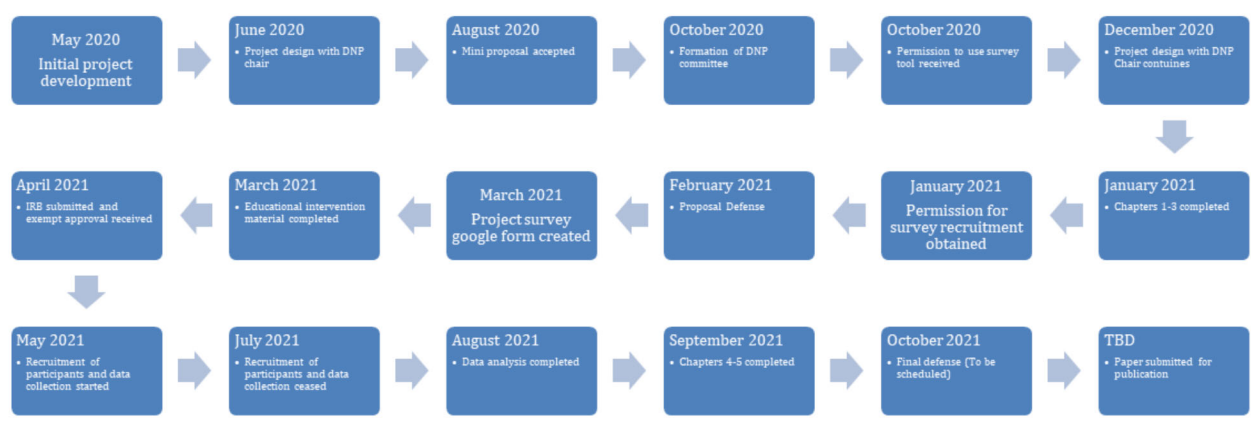 May 2020
Initial project
development
June 2020
• Project design with DNP
chair
August 2020
• Mini proposal accepted
October 2020
• Formation of DNP
committee
October 2020
• Permission to use survey
tool received
December 2020
• Project design with DNP
Chair contuines
January 2021
• Chapters 1-3 completed
January 2021
Permission for
survey recruitment
obtained
February 2021
• Proposal Defense
March 2021
Project survey
google form created
March 2021
• Educational intervention
material completed
April 2021
• IRB submitted and
exempt approval received
May 2021
• Recruitment of
participants and data
collection started
July 2021
• Recruitment of
participants and data
collection ceased
August 2021
• Data analysis completed
September 2021
• Chapters 4-5 completed
October 2021
• Final defense (To be
scheduled)
TBD
• Paper submitted for
publication